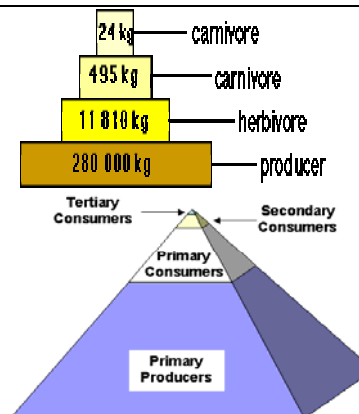 24 kg carnivore
495 kg carnivore
11 810 kg herbivore
280 000 kg producer
Tertiary Secondary
Consumers Consumers
Primary
Consumers
Primary
Producers